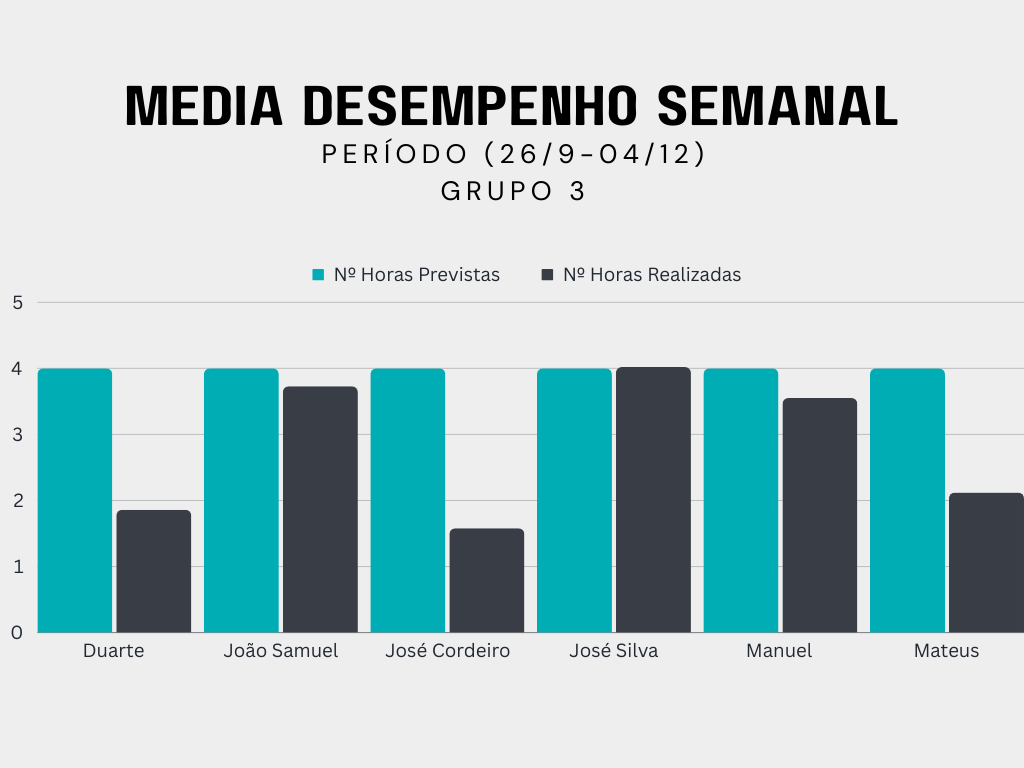 MEDIA DESEMPENHO SEMANAL
PERÍODO (26/9-04/12)
GRUPO 3
Nº Horas Previstas Nº Horas Realizadas
5
4
3
2
1
0
Duarte João Samuel José Cordeiro José Silva Manuel Mateus